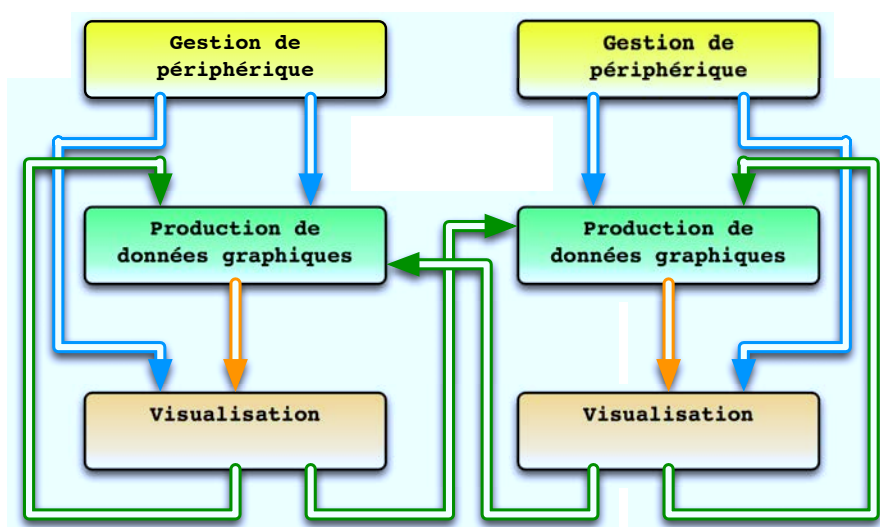 Gestion de
périphérique
Gestion de
périphérique
Production de
données graphiques
Production de
données graphiques
Visualisation
Visualisation